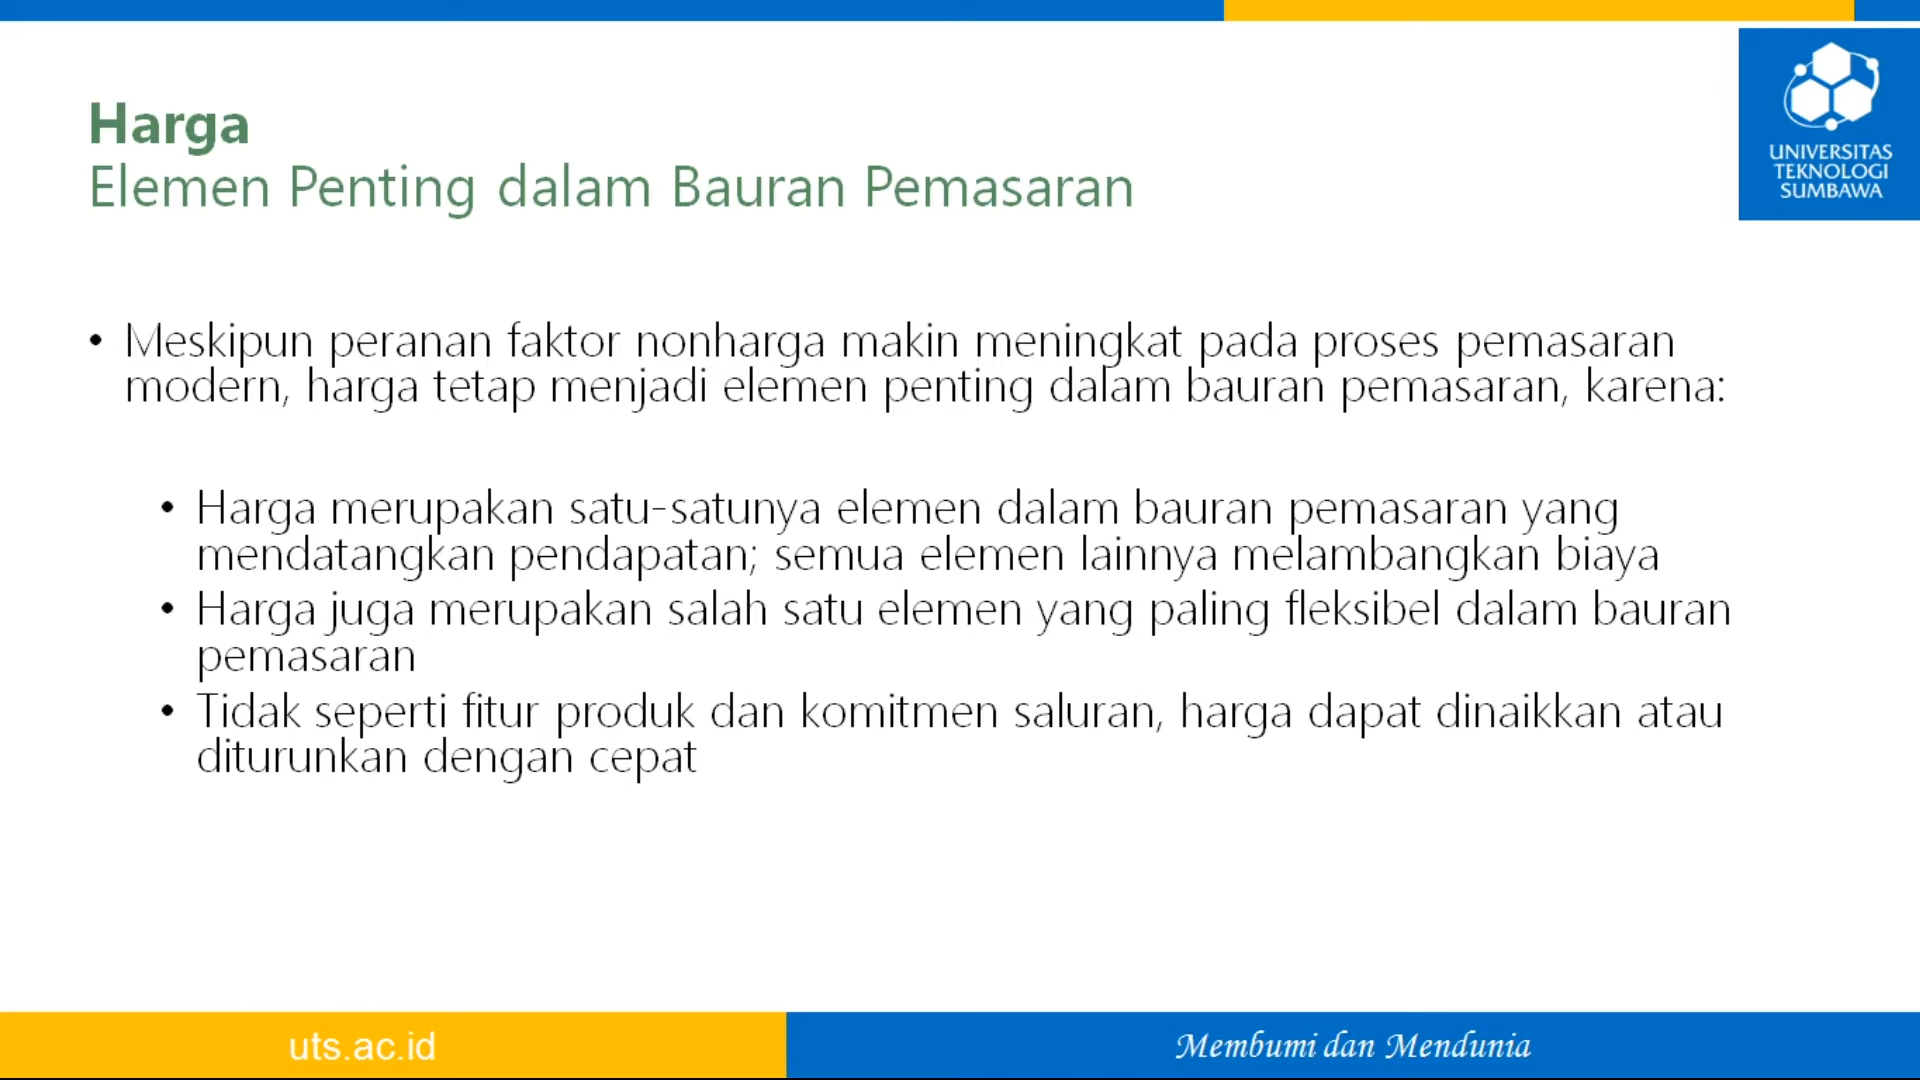 Harga
Elemen Penting dalam Bauran Pemasaran
UNIVERSITAS
TEKNOLOGI
SUMBAWA
• Meskipun peranan faktor nonharga makin meningkat pada proses pemasaran
modern, harga tetap menjadi elemen penting dalam bauran pemasaran, karena:
• Harga merupakan satu-satunya elemen dalam bauran pemasaran yang
mendatangkan pendapatan; semua elemen lainnya melambangkan biaya
• Harga juga merupakan salah satu elemen yang paling fleksibel dalam bauran
pemasaran
• Tidak seperti fitur produk dan komitmen saluran, harga dapat dinaikkan atau
diturunkan dengan cepat
uts.ac.id
Membumi dan Mendunia